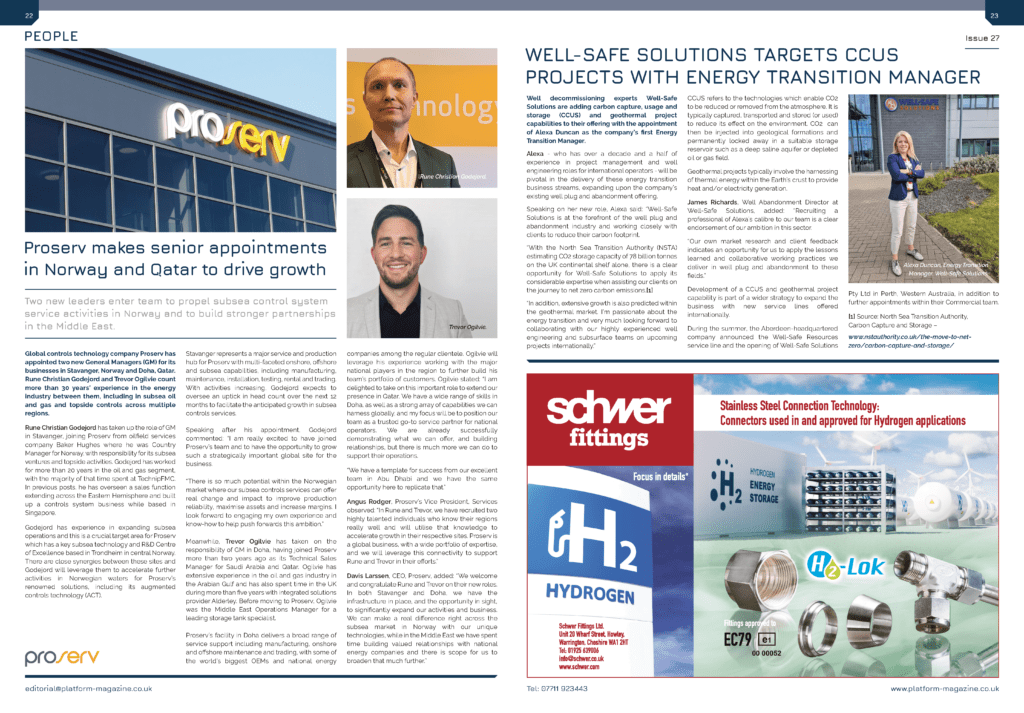 22
PEOPLE
proserv
Rune Christian Godejord
Trevor Ogilvie
Proserv makes senior appointments
in Norway and Qatar to drive growth
Two new leaders enter team to propel subsea control system
service activities in Norway and to build stronger partnerships
in the Middle East.
Global controls technology company Proserv has
appointed two new General Managers (GM) for its
businesses in Stavanger, Norway and Doha, Qatar.
Rune Christian Godejord and Trevor Ogilvie count
more than 30 years' experience in the energy
industry between them, including in subsea oil
and gas and topside controls across multiple
regions.
Rune Christian Godejord has taken up the role of GM
in Stavanger, joining Proserv from oilfield services
company Baker Hughes where he was Country
Manager for Norway, with responsibility for its subsea
ventures and topside activities. Godejord has worked
for more than 20 years in the oil and gas segment,
with the majority of that time spent at TechnipFMC.
In previous posts, he has overseen a sales function
extending across the Eastern Hemisphere and built
up a controls system business while based in
Singapore.
Godejord has experience in expanding subsea
operations and this is a crucial target area for Proserv
which has a key subsea technology and R&D Centre
of Excellence based in Trondheim in central Norway.
There are close synergies between these sites and
Godejord will leverage them to accelerate further
activities in Norwegian waters for Proserv's
renowned solutions, including its augmented
controls technology (ACT).
proserv
Stavanger represents a major service and production
hub for Proserv with multi-faceted onshore, offshore
and subsea capabilities, including manufacturing,
maintenance, installation, testing, rental and trading.
With activities increasing, Godejord expects to
oversee an uptick in head count over the next 12
months to facilitate the anticipated growth in subsea
controls services.
Speaking after his appointment, Godejord
commented: "I am really excited to have joined
Proserv's team and to have the opportunity to grow
such a strategically important global site for the
business.
"There is so much potential within the Norwegian
market where our subsea controls services can offer
real change and impact to improve production
reliability, maximise assets and increase margins. I
look forward to engaging my own experience and
know-how to help push forwards this ambition."
Meanwhile, Trevor Ogilvie has taken on the
responsibility of GM in Doha, having joined Proserv
more than two years ago as its Technical Sales
Manager for Saudi Arabia and Qatar. Ogilvie has
extensive experience in the oil and gas industry in
the Arabian Gulf and has also spent time in the UK
during more than five years with integrated solutions
provider Alderley. Before moving to Proserv, Ogilvie
was the Middle East Operations Manager for a
leading storage tank specialist.
Proserv's facility in Doha delivers a broad range of
service support including manufacturing, onshore
and offshore maintenance and trading, with some of
the world's biggest OEMs and national energy
companies among the regular clientele. Ogilvie will
leverage his experience working with the major
national players in the region to further build his
team's portfolio of customers. Ogilvie stated: "I am
delighted to take on this important role to extend our
presence in Qatar. We have a wide range of skills in
Doha, as well as a strong array of capabilities we can
harness globally, and my focus will be to position our
team as a trusted go-to service partner for national
operators. We are already successfully
demonstrating what we can offer, and building
relationships, but there is much more we can do to
support their operations.
"We have a template for success from our excellent
team in Abu Dhabi and we have the same
opportunity here to replicate that."
Angus Rodger, Proserv's Vice President, Services
observed: "In Rune and Trevor, we have recruited two
highly talented individuals who know their regions
really well and will utilise that knowledge to
accelerate growth in their respective sites. Proserv is
a global business, with a wide portfolio of expertise,
and we will leverage this connectivity to support
Rune and Trevor in their efforts."
Davis Larssen, CEO, Proserv, added: "We welcome
and congratulate Rune and Trevor on their new roles.
In both Stavanger and Doha, we have the
infrastructure in place, and the opportunity in sight,
to significantly expand our activities and business.
We can make a real difference right across the
subsea market in Norway with our unique
technologies, while in the Middle East we have spent
time building valued relationships with national
energy companies and there is scope for us to
broaden that much further."
editorial@platform-magazine.co.uk
23
Issue 27
WELL-SAFE SOLUTIONS TARGETS CCUS
PROJECTS WITH ENERGY TRANSITION MANAGER
Well decommissioning experts Well-Safe
Solutions are adding carbon capture, usage and
storage (CCUS) and geothermal project
capabilities to their offering with the appointment
of Alexa Duncan as the company's first Energy
Transition Manager.
Alexa – who has over a decade and a half of
experience in project management and well
engineering roles for international operators – will be
pivotal in the delivery of these energy transition
business streams, expanding upon the company's
existing well plug and abandonment offering.
Speaking on her new role, Alexa said: "Well-Safe
Solutions is at the forefront of the well plug and
abandonment industry and working closely with
clients to reduce their carbon footprint.
"With the North Sea Transition Authority (NSTA)
estimating CO2 storage capacity of 78 billion tonnes
on the UK continental shelf alone, there is a clear
opportunity for Well-Safe Solutions to apply its
considerable expertise when assisting our clients on
the journey to net zero carbon emissions.[1]
"In addition, extensive growth is also predicted within
the geothermal market. I'm passionate about the
energy transition and very much looking forward to
collaborating with our highly experienced well
engineering and subsurface teams on upcoming
projects internationally."
CCUS refers to the technologies which enable CO2
to be reduced or removed from the atmosphere. It is
typically captured, transported and stored (or used)
to reduce its effect on the environment. CO2 can
then be injected into geological formations and
permanently locked away in a suitable storage
reservoir such as a deep saline aquifer or depleted
oil or gas field.
Geothermal projects typically involve the harnessing
of thermal energy within the Earth's crust to provide
heat and/or electricity generation.
James Richards, Well Abandonment Director at
Well-Safe Solutions, added: "Recruiting a
professional of Alexa's calibre to our team is a clear
endorsement of our ambition in this sector.
"Our own market research and client feedback
indicates an opportunity for us to apply the lessons
learned and collaborative working practices we
deliver in well plug and abandonment to these
fields."
Development of a CCUS and geothermal project
capability is part of a wider strategy to expand the
business with new service lines offered
internationally.
During the summer, the Aberdeen-headquartered
company announced the Well-Safe Resources
service line and the opening of Well-Safe Solutions
WELL-SAFE
Alexa Duncan, Energy Transition
Manager, Well-Safe Solutions
Pty Ltd in Perth, Western Australia, in addition to
further appointments within their Commercial team.
[1] Source: North Sea Transition Authority,
Carbon Capture and Storage –
www.nstauthority.co.uk/the-move-to-net-
zero/carbon-capture-and-storage/
schwer
fittings
Stainless Steel Connection Technology:
Connectors used in and approved for Hydrogen applications
Focus in details*
H2
HYDROGEN
H2
HYDROGEN
ENERGY
STORAGE
H2-Lok
Schwer Fittings Ltd.
Unit 20 Wharf Street, Howley,
Warrington, Cheshire WA1 2HT
Tel: 01925 639006
info@schwer.co.uk
www.schwer.com
Fittings approved to
EC79 e1
00 00052
Tel: 07711 923443
www.platform-magazine.co.uk